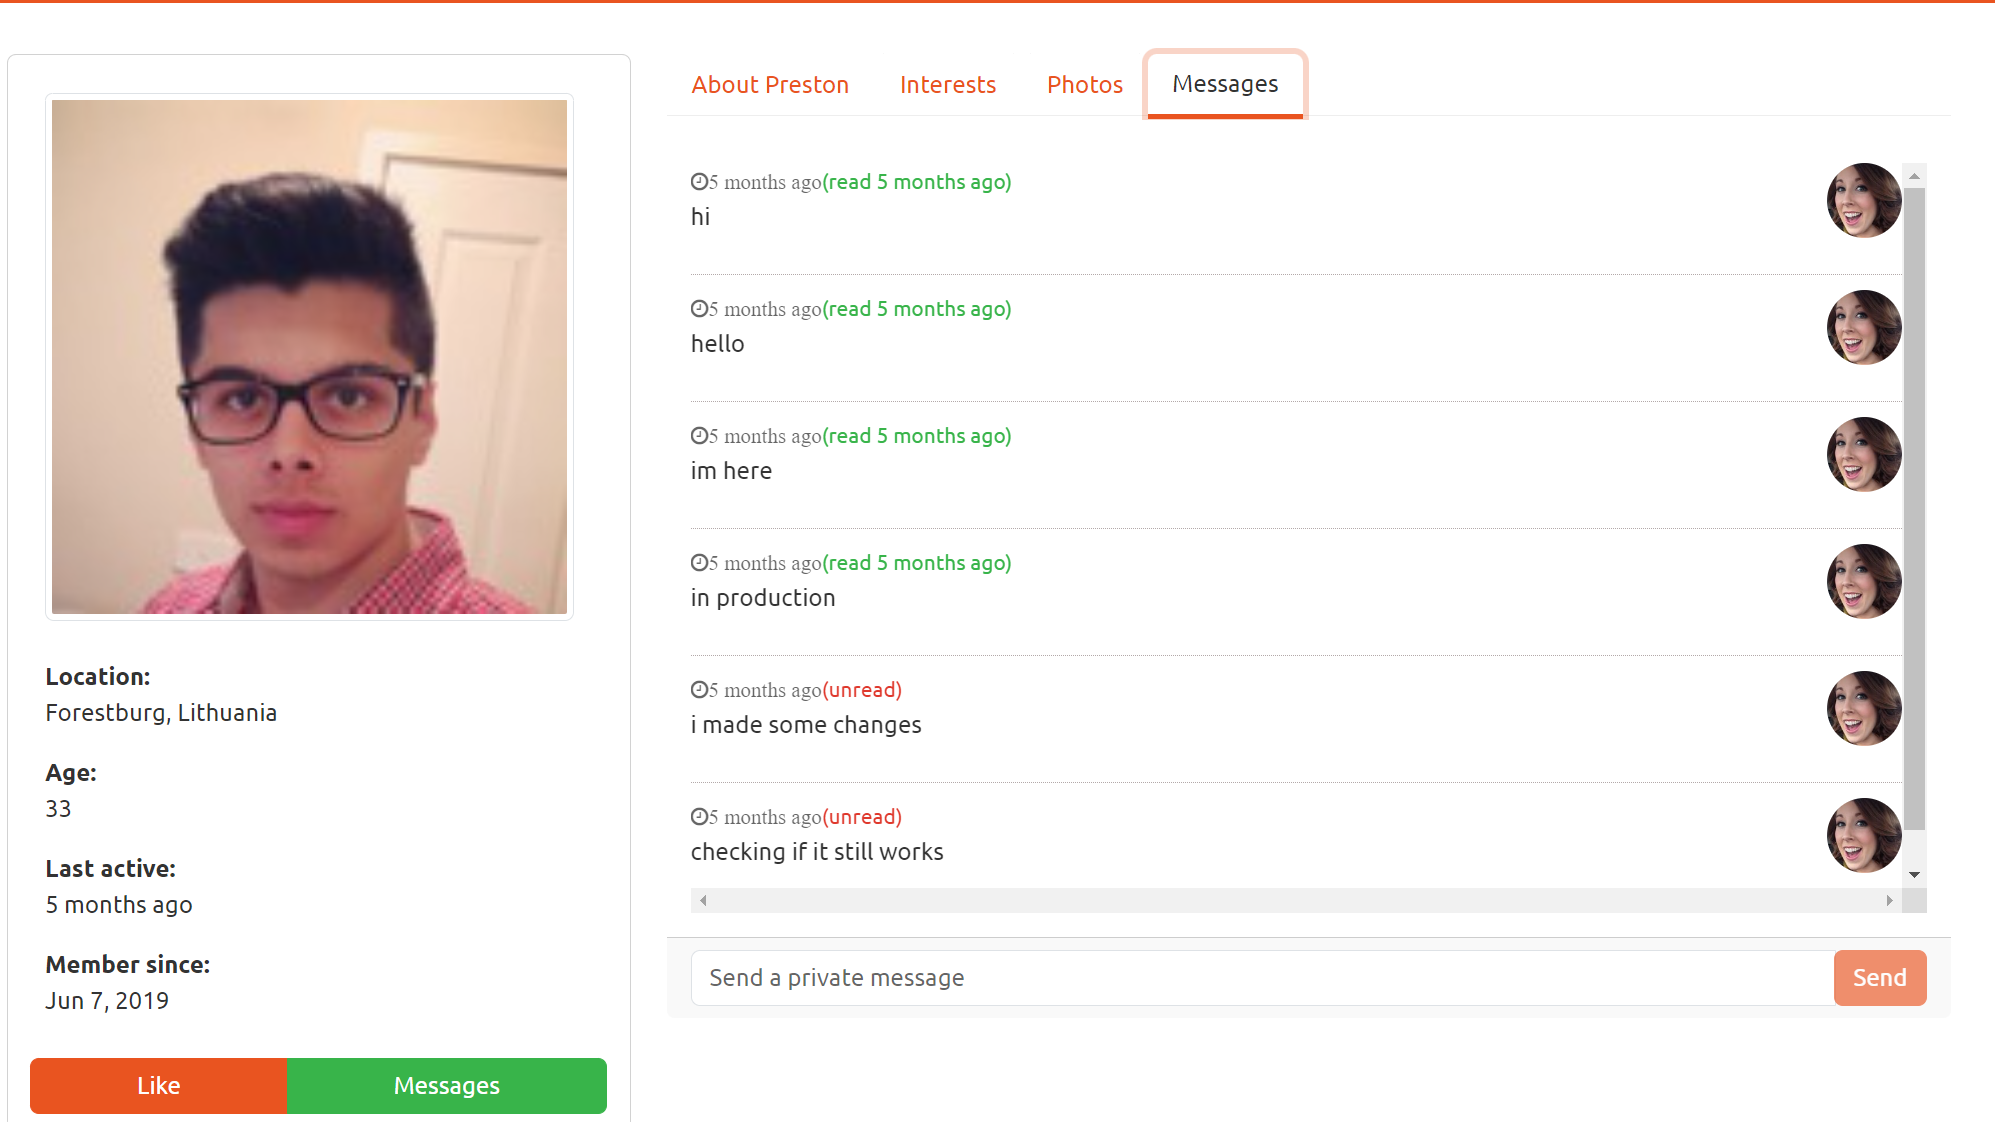 About Preston Interests Photos Messages
5 months ago(read 5 months ago)
hi
5 months ago(read 5 months ago)
hello
5 months ago(read 5 months ago)
im here
5 months ago(read 5 months ago)
in production
5 months ago(unread)
i made some changes
5 months ago(unread)
checking if it still works
Send a private message Send
Location:
Forestburg, Lithuania
Age:
33
Last active:
5 months ago
Member since:
Jun 7, 2019
Like Messages